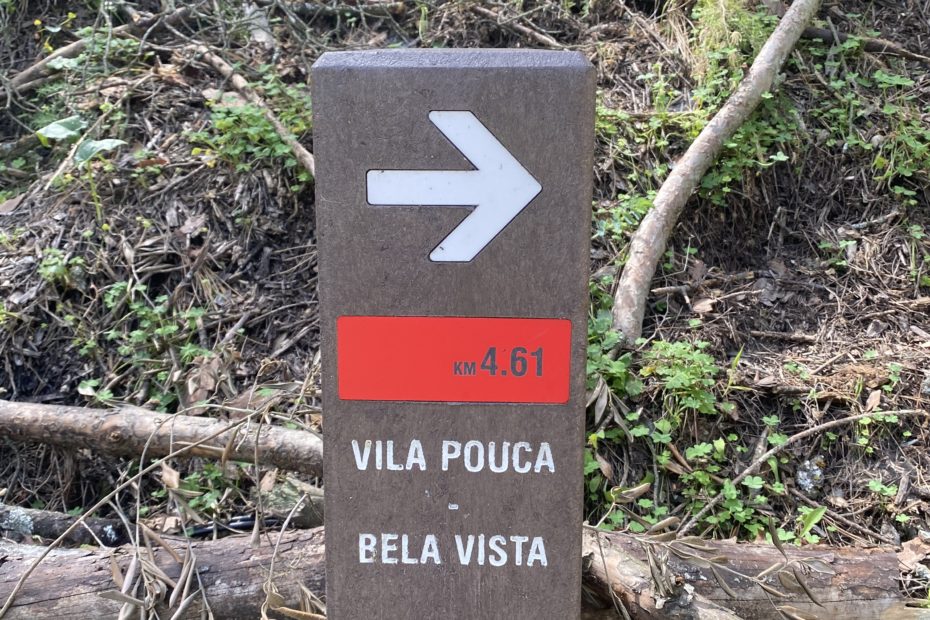 KM 4.61
VILA POUCA
-
BELA VISTA